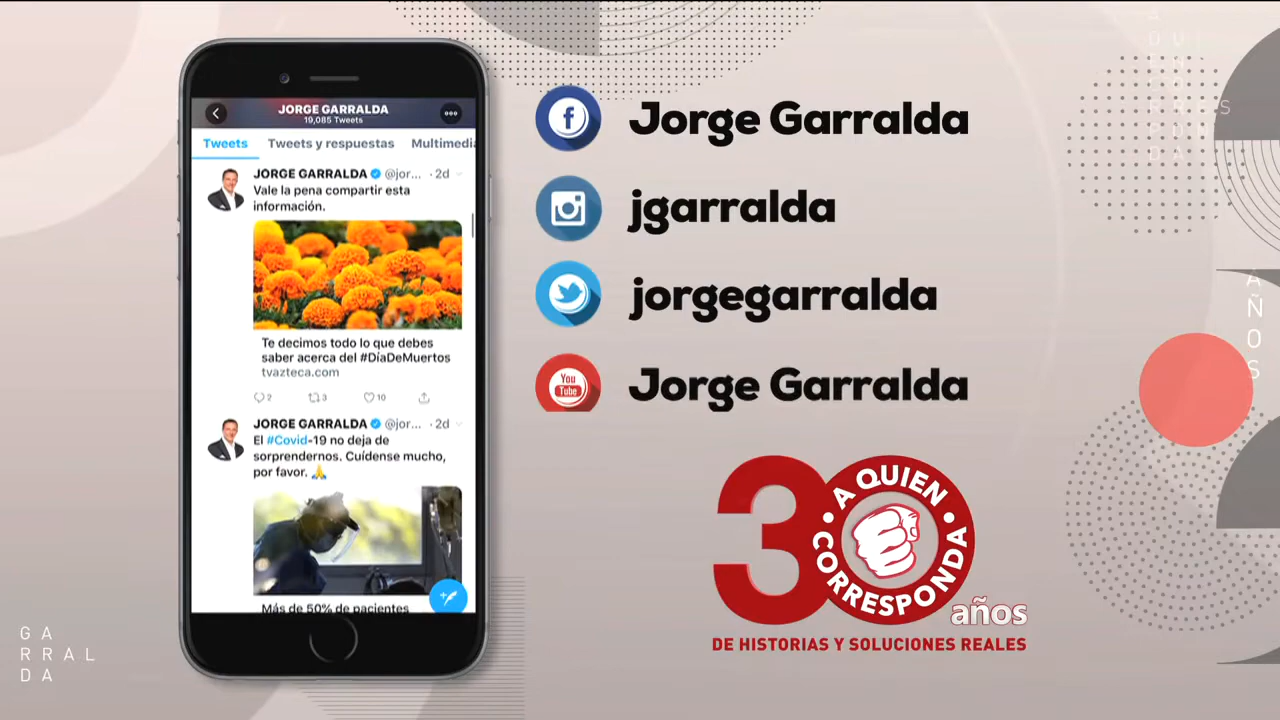 JORGE GARRALDA
19,085 Tweets
Tweets Tweets y respuestas Multimedia
JORGE GARRALDA @jor... · 2d
Vale la pena compartir esta
información.
Te decimos todo lo que debes
saber acerca del #DíaDeMuertos
tvazteca.com
2 3 10
JORGE GARRALDA @jor... · 2d
El #Covid-19 no deja de
sorprendernos. Cuídense mucho,
por favor. 🙏
Más de 50% de pacientes
Jorge Garralda
jgarralda
jorgegarralda
You
Tube
Jorge Garralda
30
A QUIEN
CORRESPONDA
años
DE HISTORIAS Y SOLUCIONES REALES
GA
RRAL
DA
AÑOS